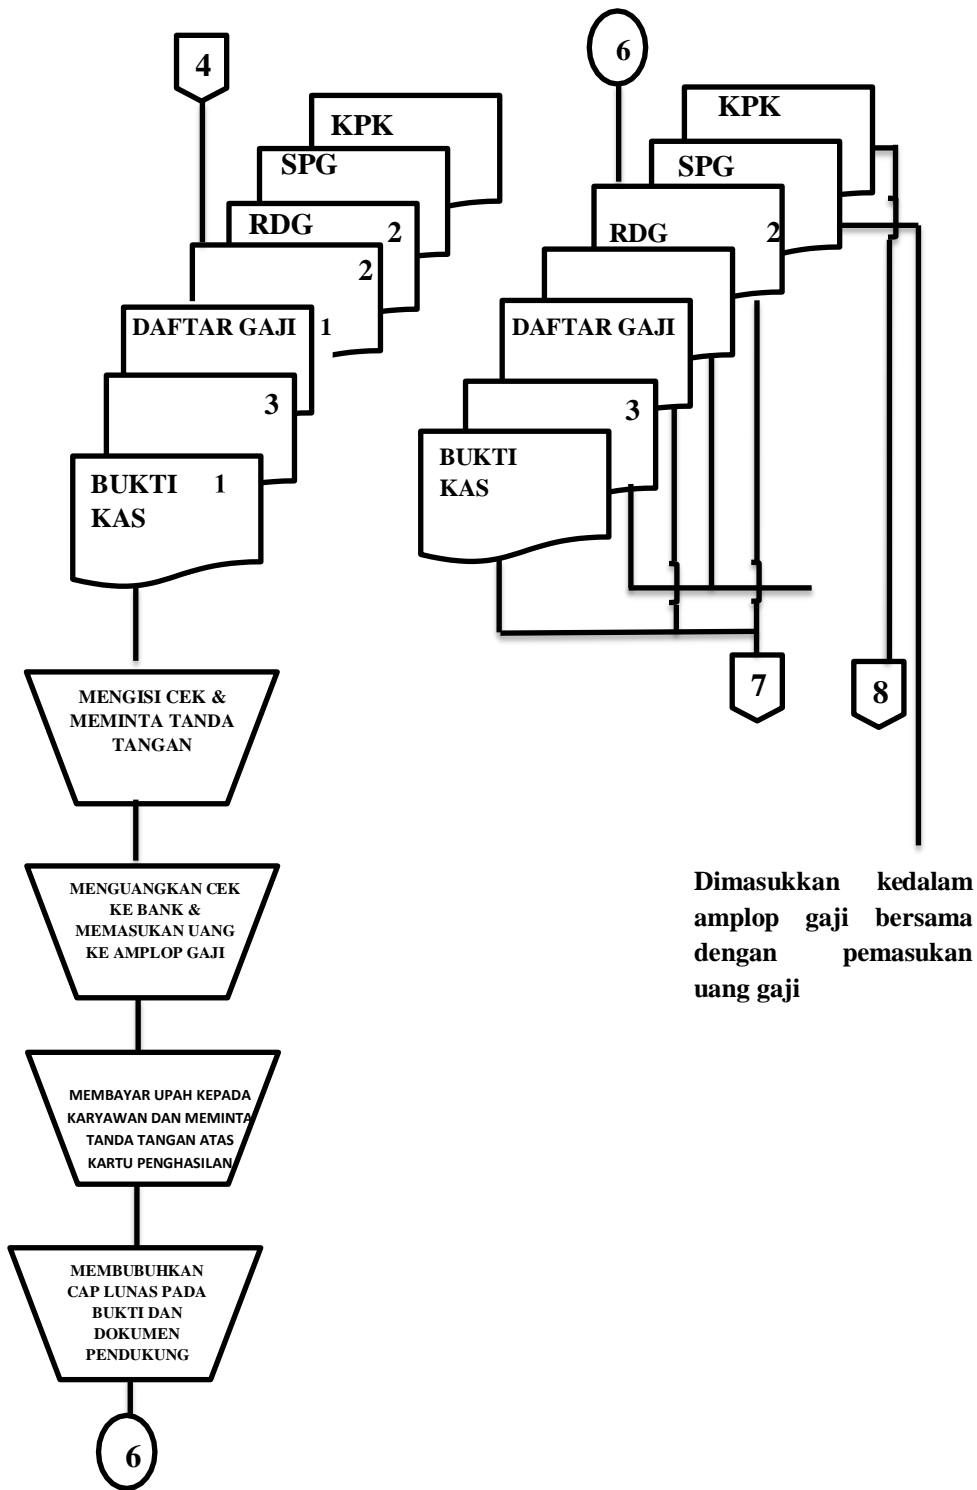 4
KPK
SPG
RDG 2
2
DAFTAR GAJI 1
3
BUKTI 1
KAS
MENGISI CEK &
MEMINTA TANDA
TANGAN
MENGUANGKAN CEK
KE BANK &
MEMASUKAN UANG
KE AMPLOP GAJI
MEMBAYAR UPAH KEPADA
KARYAWAN DAN MEMINTA
TANDA TANGAN ATAS
KARTU PENGHASILAN
MEMBUBUHKAN
CAP LUNAS PADA
BUKTI DAN
DOKUMEN
PENDUKUNG
6
6
KPK
SPG
RDG 2
DAFTAR GAJI
3
BUKTI
KAS
7
8
Dimasukkan kedalam
amplop gaji bersama
dengan pemasukan
uang gaji